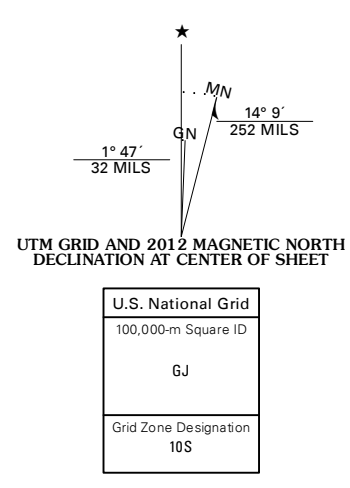 ★
MN
GN
14° 9´
252 MILS
1° 47´
32 MILS
UTM GRID AND 2012 MAGNETIC NORTH
DECLINATION AT CENTER OF SHEET
U.S. National Grid
100,000-m Square ID
GJ
Grid Zone Designation
10S